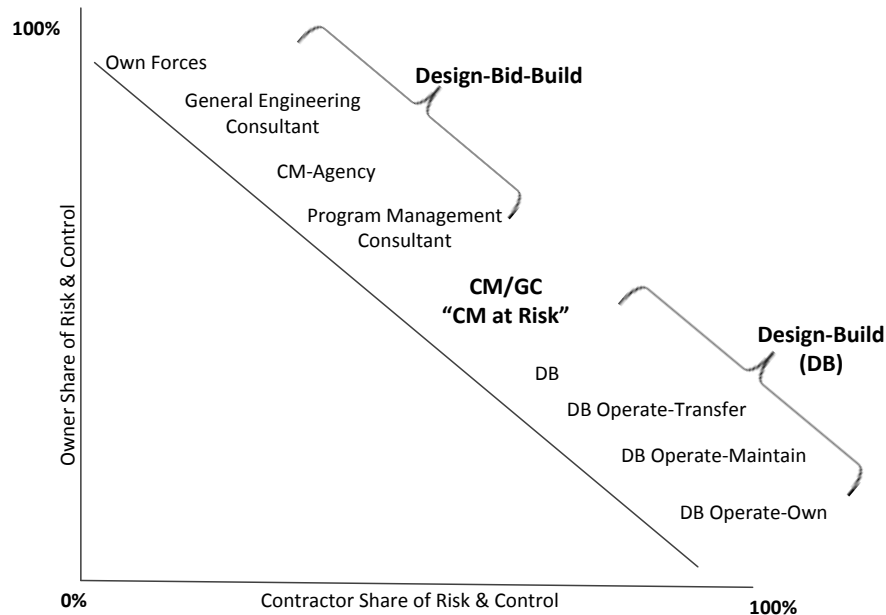 100%
Own Forces
Design-Bid-Build
General Engineering
Consultant
CM-Agency
Program Management
Consultant
CM/GC
“CM at Risk”
Design-Build
(DB)
DB
DB Operate-Transfer
DB Operate-Maintain
DB Operate-Own
Owner Share of Risk & Control
0%
Contractor Share of Risk & Control
100%